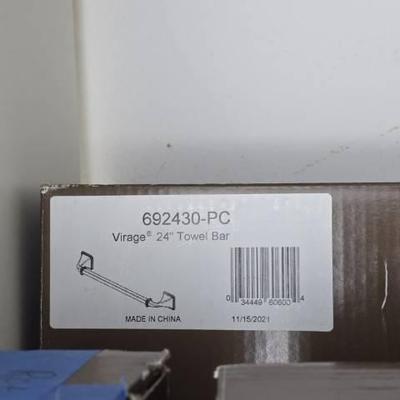 692430-PC
Virage® 24" Towel Bar
0 34449 60600 4
MADE IN CHINA 11/15/2021